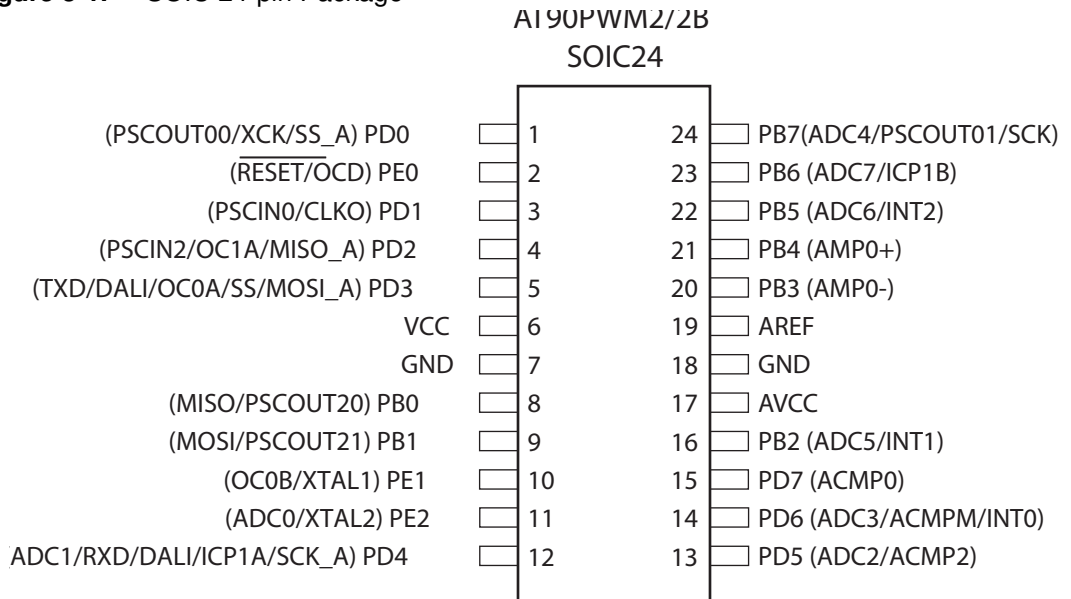 SOIC 24-pin Package
AT90PWM2/2B
SOIC24
(PSCOUT00/XCK/SS_A) PD0 1 24 PB7(ADC4/PSCOUT01/SCK)
(RESET/OCD) PE0 2 23 PB6 (ADC7/ICP1B)
(PSCIN0/CLKO) PD1 3 22 PB5 (ADC6/INT2)
(PSCIN2/OC1A/MISO_A) PD2 4 21 PB4 (AMP0+)
(TXD/DALI/OC0A/SS/MOSI_A) PD3 5 20 PB3 (AMP0-)
VCC 6 19 AREF
GND 7 18 GND
(MISO/PSCOUT20) PB0 8 17 AVCC
(MOSI/PSCOUT21) PB1 9 16 PB2 (ADC5/INT1)
(OC0B/XTAL1) PE1 10 15 PD7 (ACMP0)
(ADC0/XTAL2) PE2 11 14 PD6 (ADC3/ACMPM/INT0)
ADC1/RXD/DALI/ICP1A/SCK_A) PD4 12 13 PD5 (ADC2/ACMP2)